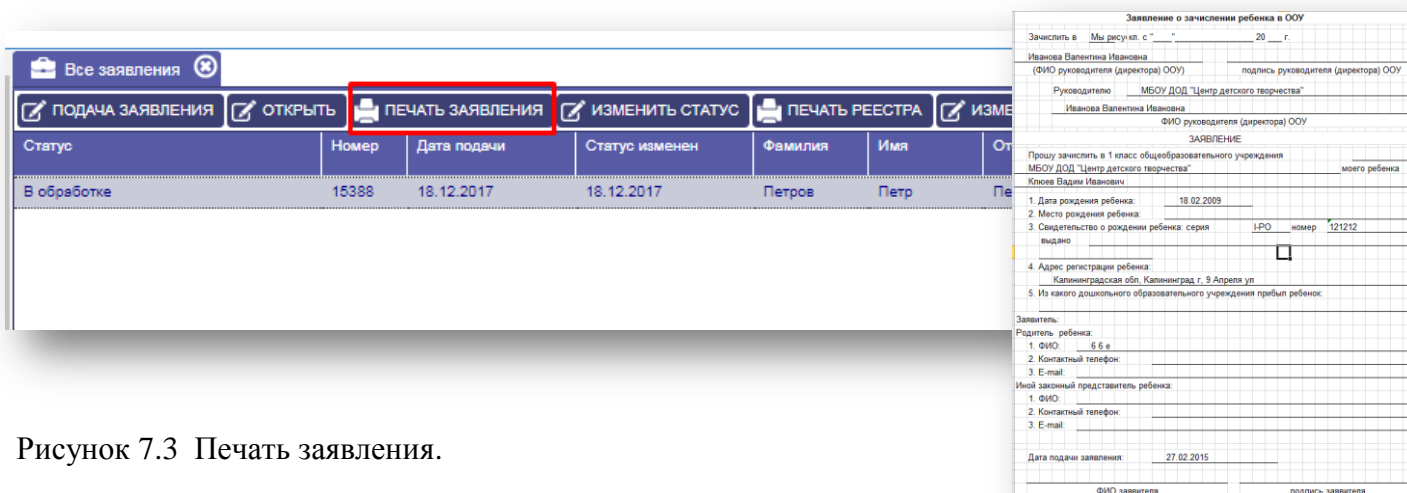 Все заявления
ПОДАЧА ЗАЯВЛЕНИЯ ОТКРЫТЬ ПЕЧАТЬ ЗАЯВЛЕНИЯ ИЗМЕНИТЬ СТАТУС ПЕЧАТЬ РЕЕСТРА ИЗМЕ
Статус Номер Дата подачи Статус изменен Фамилия Имя От
В обработке 15388 18.12.2017 18.12.2017 Петров Петр Пе
Рисунок 7.3 Печать заявления.
Заявление о зачислении ребенка в ООУ
Зачислить в Мы рисую кл. с "____"______________ 20 ___ г.
Иванова Валентина Ивановна
(ФИО руководителя (директора) ООУ) подпись руководителя (директора) ООУ
Руководителю МБОУ ДОД "Центр детского творчества"
Иванова Валентина Ивановна
ФИО руководителя (директора) ООУ
ЗАЯВЛЕНИЕ
Прошу зачислить в 1 класс общеобразовательного учреждения
МБОУ ДОД "Центр детского творчества" моего ребенка
Клюев Вадим Иванович
1. Дата рождения ребенка: 18.02.2009
2. Место рождения ребенка:
3. Свидетельство о рождении ребенка: серия I-РО номер 121212
выдано
4. Адрес регистрации ребенка:
Калининградская обл, Калининград г, 9 Апреля ул
5. Из какого дошкольного образовательного учреждения прибыл ребенок:
Заявитель:
Родитель ребенка:
1. ФИО: 6 6 е
2. Контактный телефон:
3. E-mail:
Иной законный представитель ребенка:
1. ФИО:
2. Контактный телефон:
3. E-mail:
Дата подачи заявления: 27.02.2015
ФИО заявителя подпись заявителя